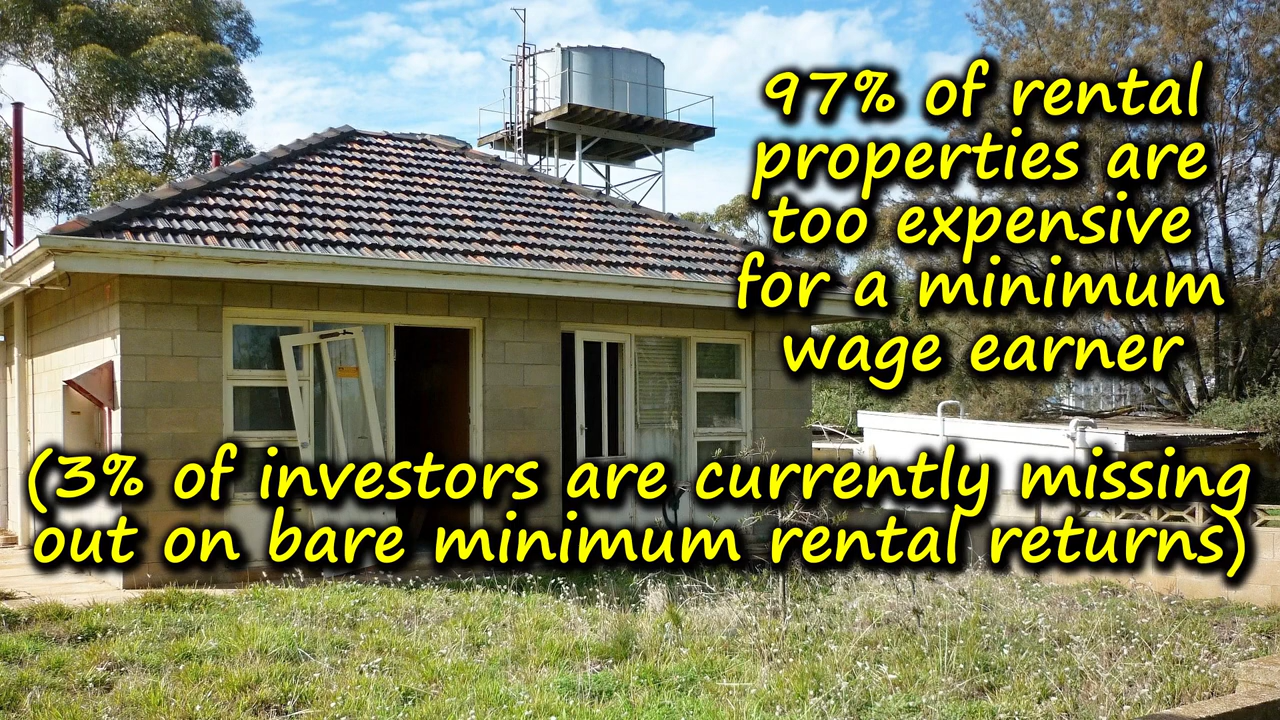 97% of rental
properties are
too expensive
for a minimum
wage earner
(3% of investors are currently missing
out on bare minimum rental returns)